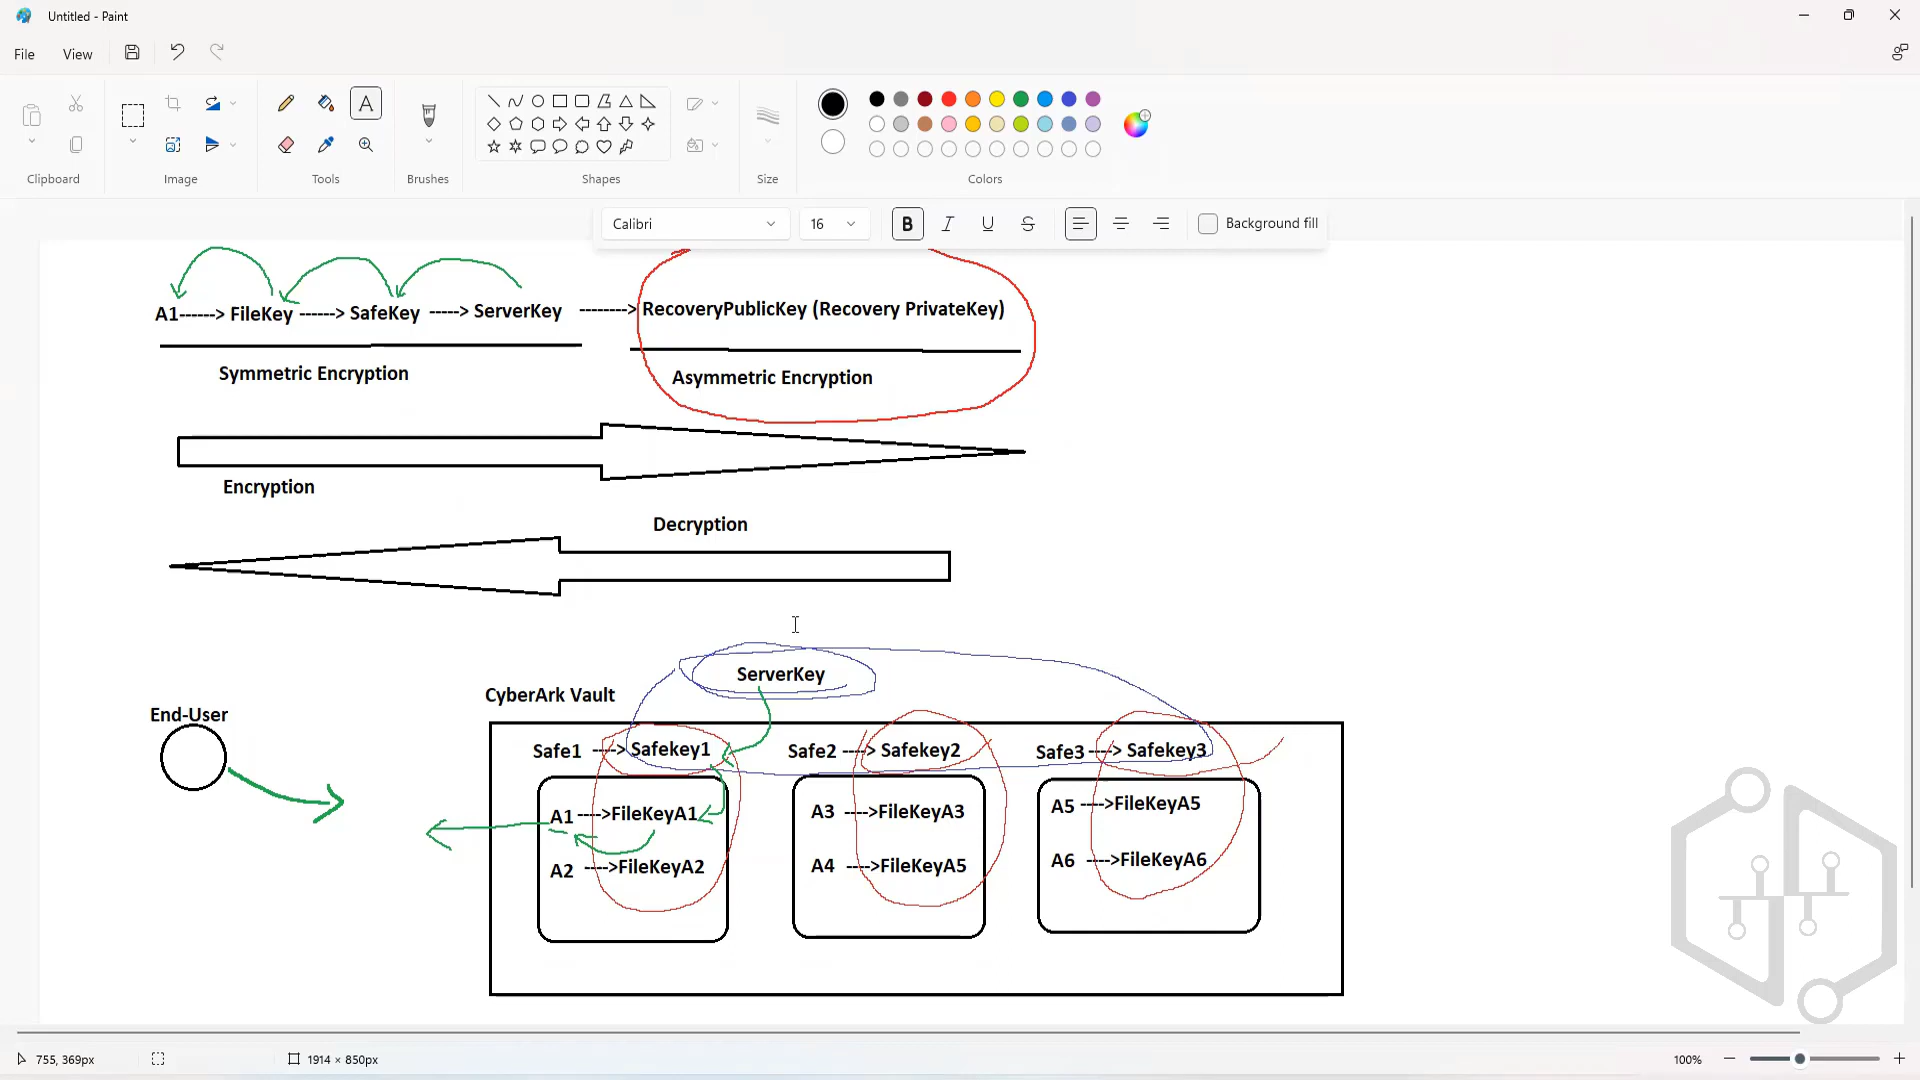 Untitled - Paint
File
View
Clipboard
Image
Tools
Brushes
Shapes
Size
Colors
Calibri
16
B
I
U
S
Background fill
A1------> FileKey ------> SafeKey -----> ServerKey --------> RecoveryPublicKey (Recovery PrivateKey)
Symmetric Encryption
Asymmetric Encryption
Encryption
Decryption
ServerKey
CyberArk Vault
End-User
Safe1 ----> Safekey1
Safe2 ----> Safekey2
Safe3 ----> Safekey3
A1 ---->FileKeyA1
A2 ---->FileKeyA2
A3 ---->FileKeyA3
A4 ---->FileKeyA5
A5 ---->FileKeyA5
A6 ---->FileKeyA6
755, 369px
1914 × 850px
100%